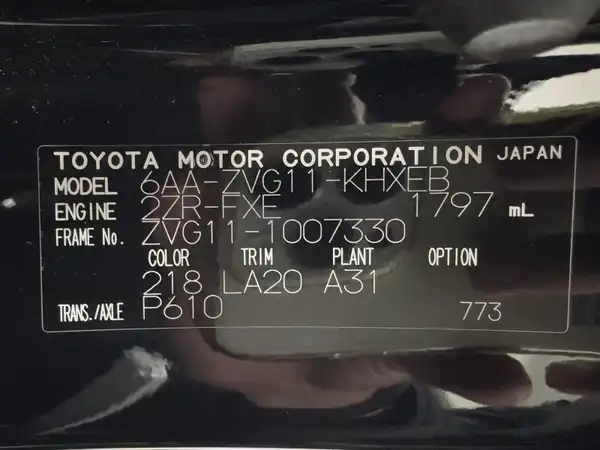 TOYOTA MOTOR CORPORATION JAPAN
MODEL 6AA-ZVG11-KHXEB
ENGINE 2ZR-FXE 1797 mL
FRAME No. ZVG11-1007330
COLOR TRIM PLANT OPTION
218 LA20 A31
TRANS./AXLE P610 773